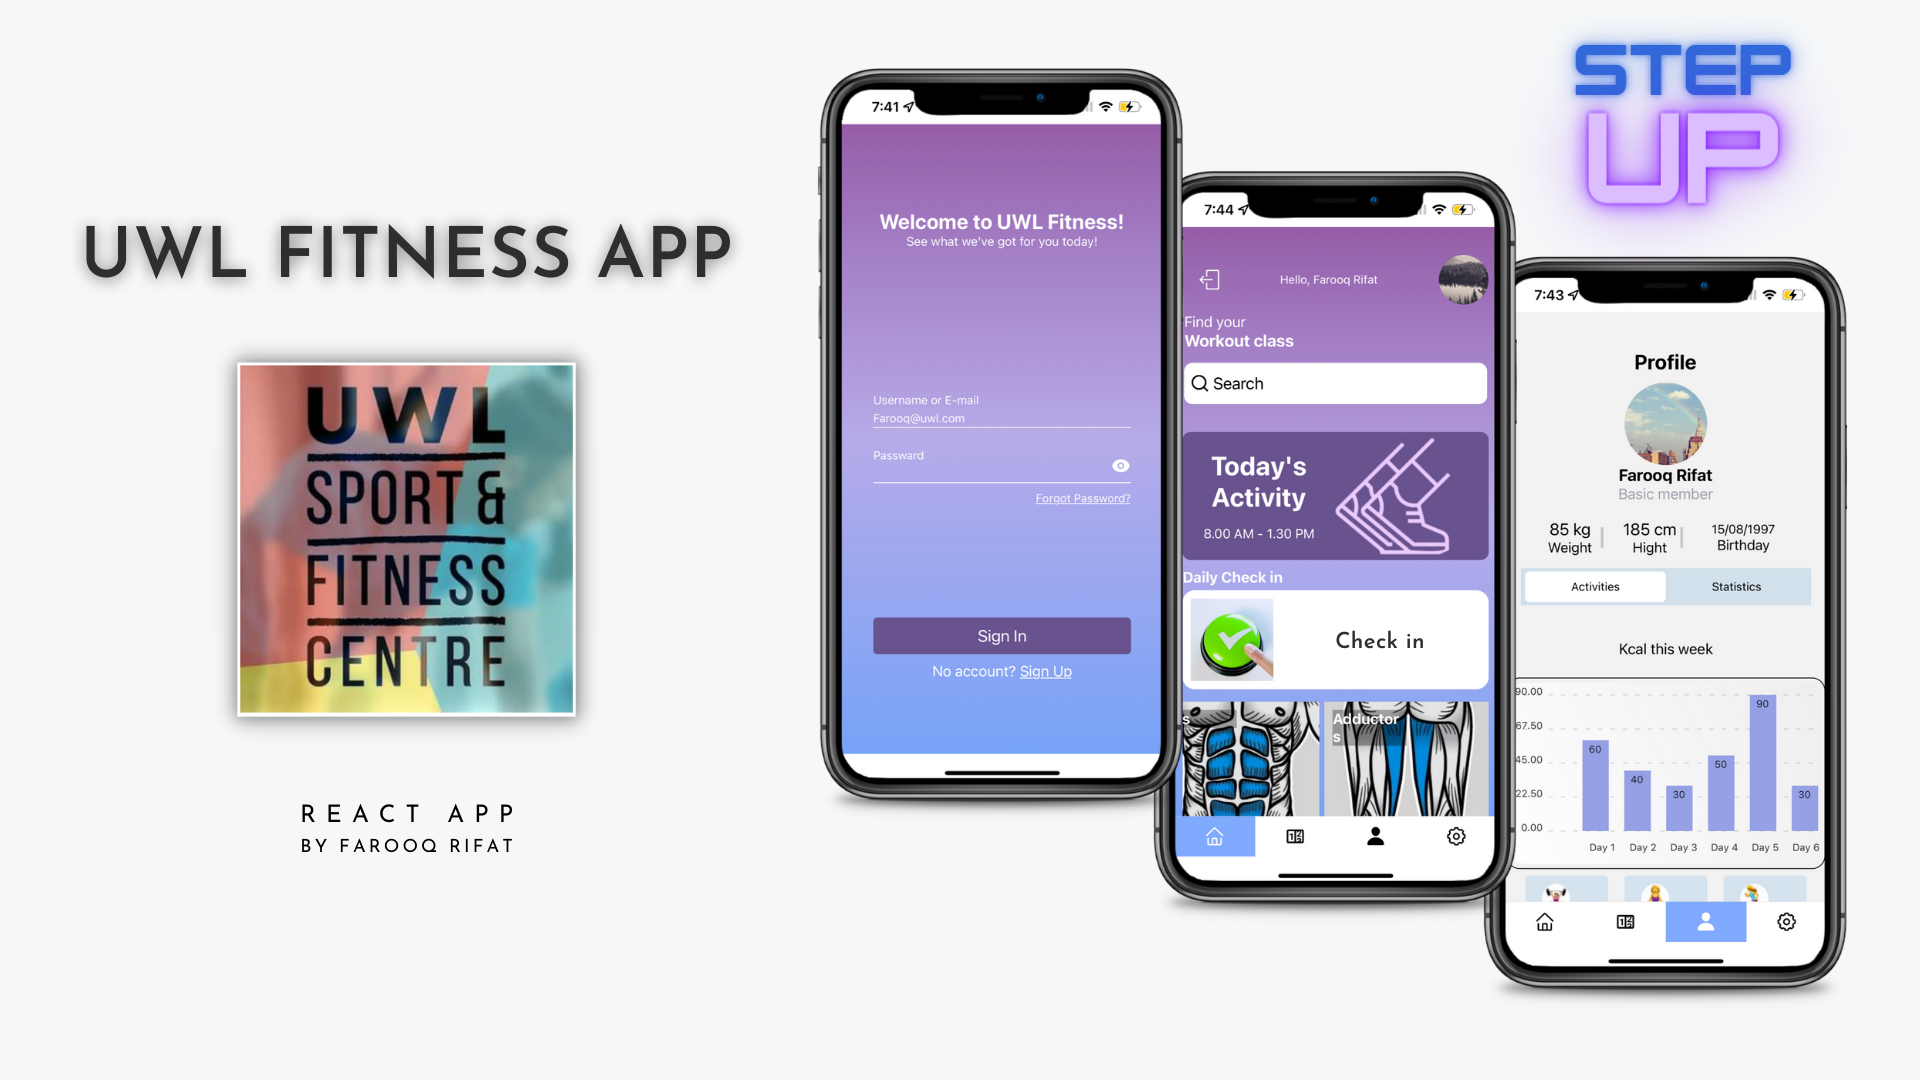 UWL FITNESS APP
UWL
SPORT &
FITNESS
CENTRE
REACT APP
BY FAROOQ RIFAT
7:41
Welcome to UWL Fitness!
See what we've got for you today!
Username or E-mail
Farooq@uwl.com
Password
Forgot Password?
Sign In
No account? Sign Up
7:44
Hello, Farooq Rifat
Find your
Workout class
Search
Today's
Activity
8.00 AM - 1.30 PM
Daily Check in
Check in
s
Adductor
s
STEP
UP
7:43
Profile
Farooq Rifat
Basic member
85 kg
Weight
185 cm
Hight
15/08/1997
Birthday
Activities
Statistics
Kcal this week
90.00
67.50
45.00
22.50
0.00
60
40
30
50
90
30
Day 1
Day 2
Day 3
Day 4
Day 5
Day 6